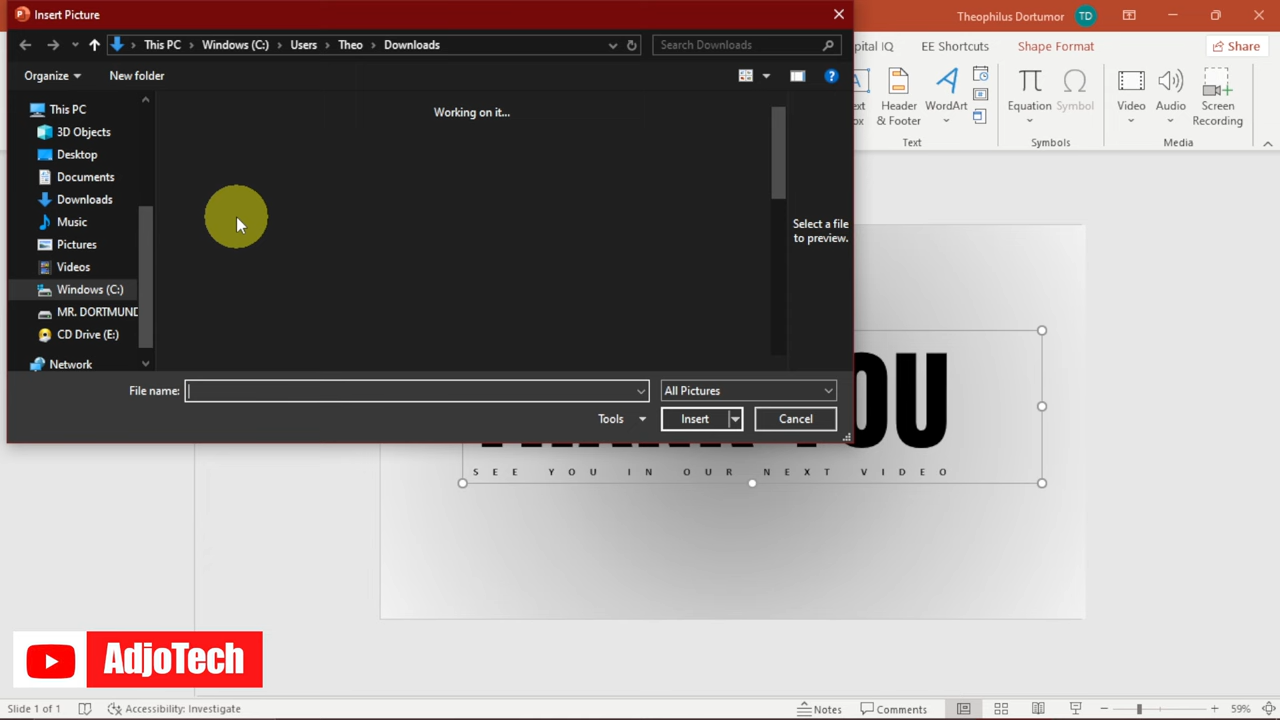 Insert Picture
Theophilus Dortumor TD
This PC Windows (C:) Users Theo Downloads
Search Downloads
pital IQ EE Shortcuts Shape Format Share
Organize New folder
This PC
3D Objects
Desktop
Documents
Downloads
Music
Pictures
Videos
Windows (C:)
MR. DORTMUND
CD Drive (E:)
Network
Working on it...
Select a file
to preview.
File name:
All Pictures
Tools Insert Cancel
Header
& Footer
WordArt
Equation
Symbol
Video
Audio
Screen
Recording
Text Symbols Media
OU
SEE YOU IN OUR NEXT VIDEO
AdjoTech
Slide 1 of 1 Accessibility: Investigate Notes Comments 59%